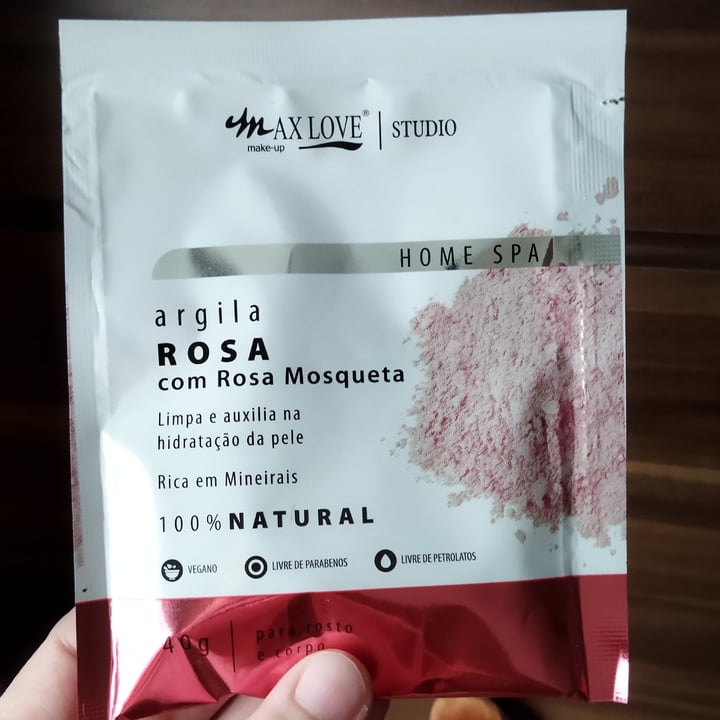 MAX LOVE® | STUDIO
make-up
HOME SPA
argila
ROSA
com Rosa Mosqueta
Limpa e auxilia na
hidratação da pele
Rica em Mineirais
100% NATURAL
VEGANO
LIVRE DE PARABENOS
LIVRE DE PETROLATOS
40g | para rosto
e corpo